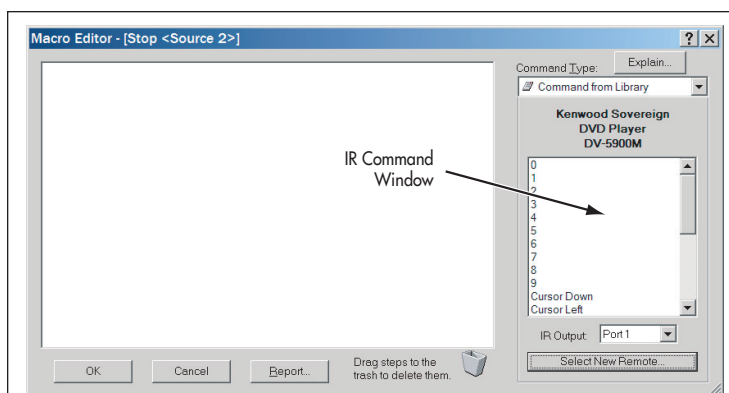 Macro Editor - [Stop <Source 2>]
Command Type:
Explain...
Command from Library
Kenwood Sovereign
DVD Player
DV-5900M
IR Command
Window
0
1
2
3
4
5
6
7
8
9
Cursor Down
Cursor Left
IR Output:
Port 1
OK
Cancel
Report...
Drag steps to the
trash to delete them.
Select New Remote...